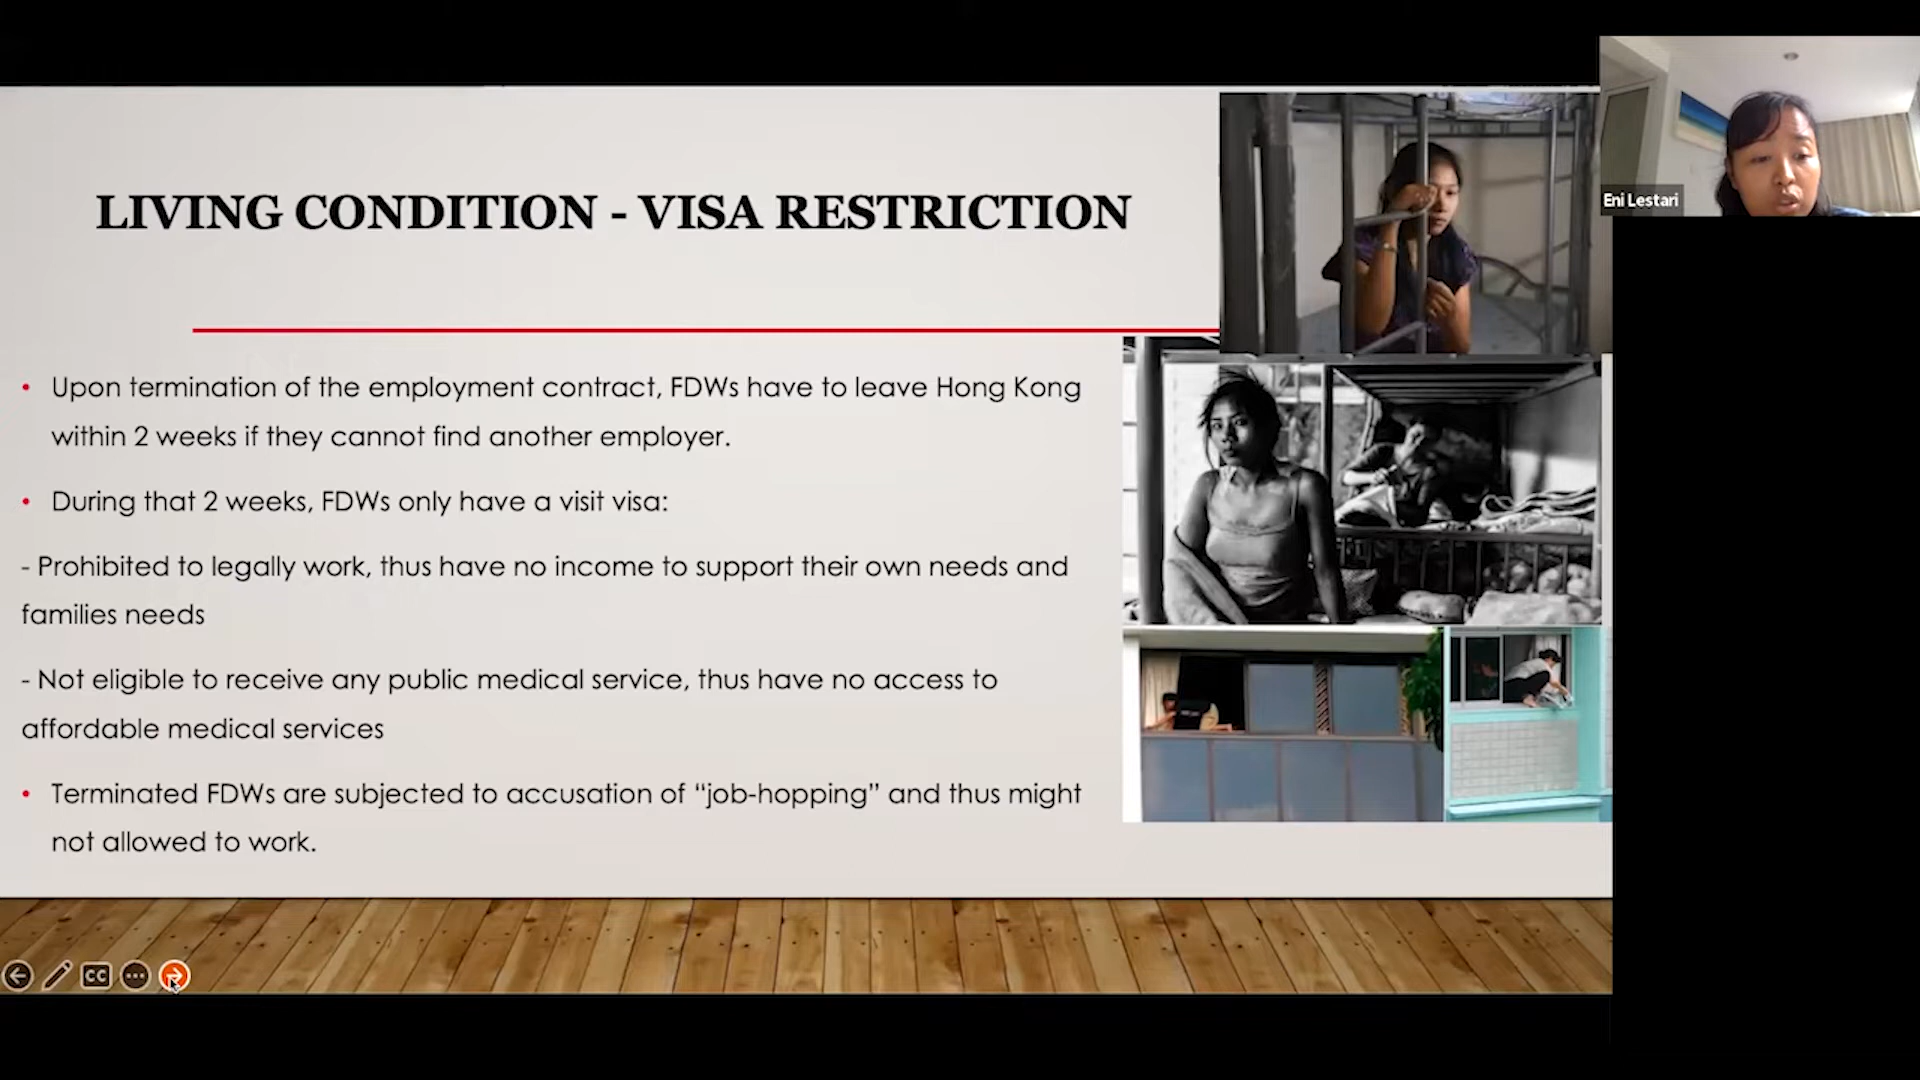 LIVING CONDITION - VISA RESTRICTION
Eni Lestari
• Upon termination of the employment contract, FDWs have to leave Hong Kong
within 2 weeks if they cannot find another employer.
• During that 2 weeks, FDWs only have a visit visa:
- Prohibited to legally work, thus have no income to support their own needs and
families needs
- Not eligible to receive any public medical service, thus have no access to
affordable medical services
• Terminated FDWs are subjected to accusation of “job-hopping” and thus might
not allowed to work.
CC